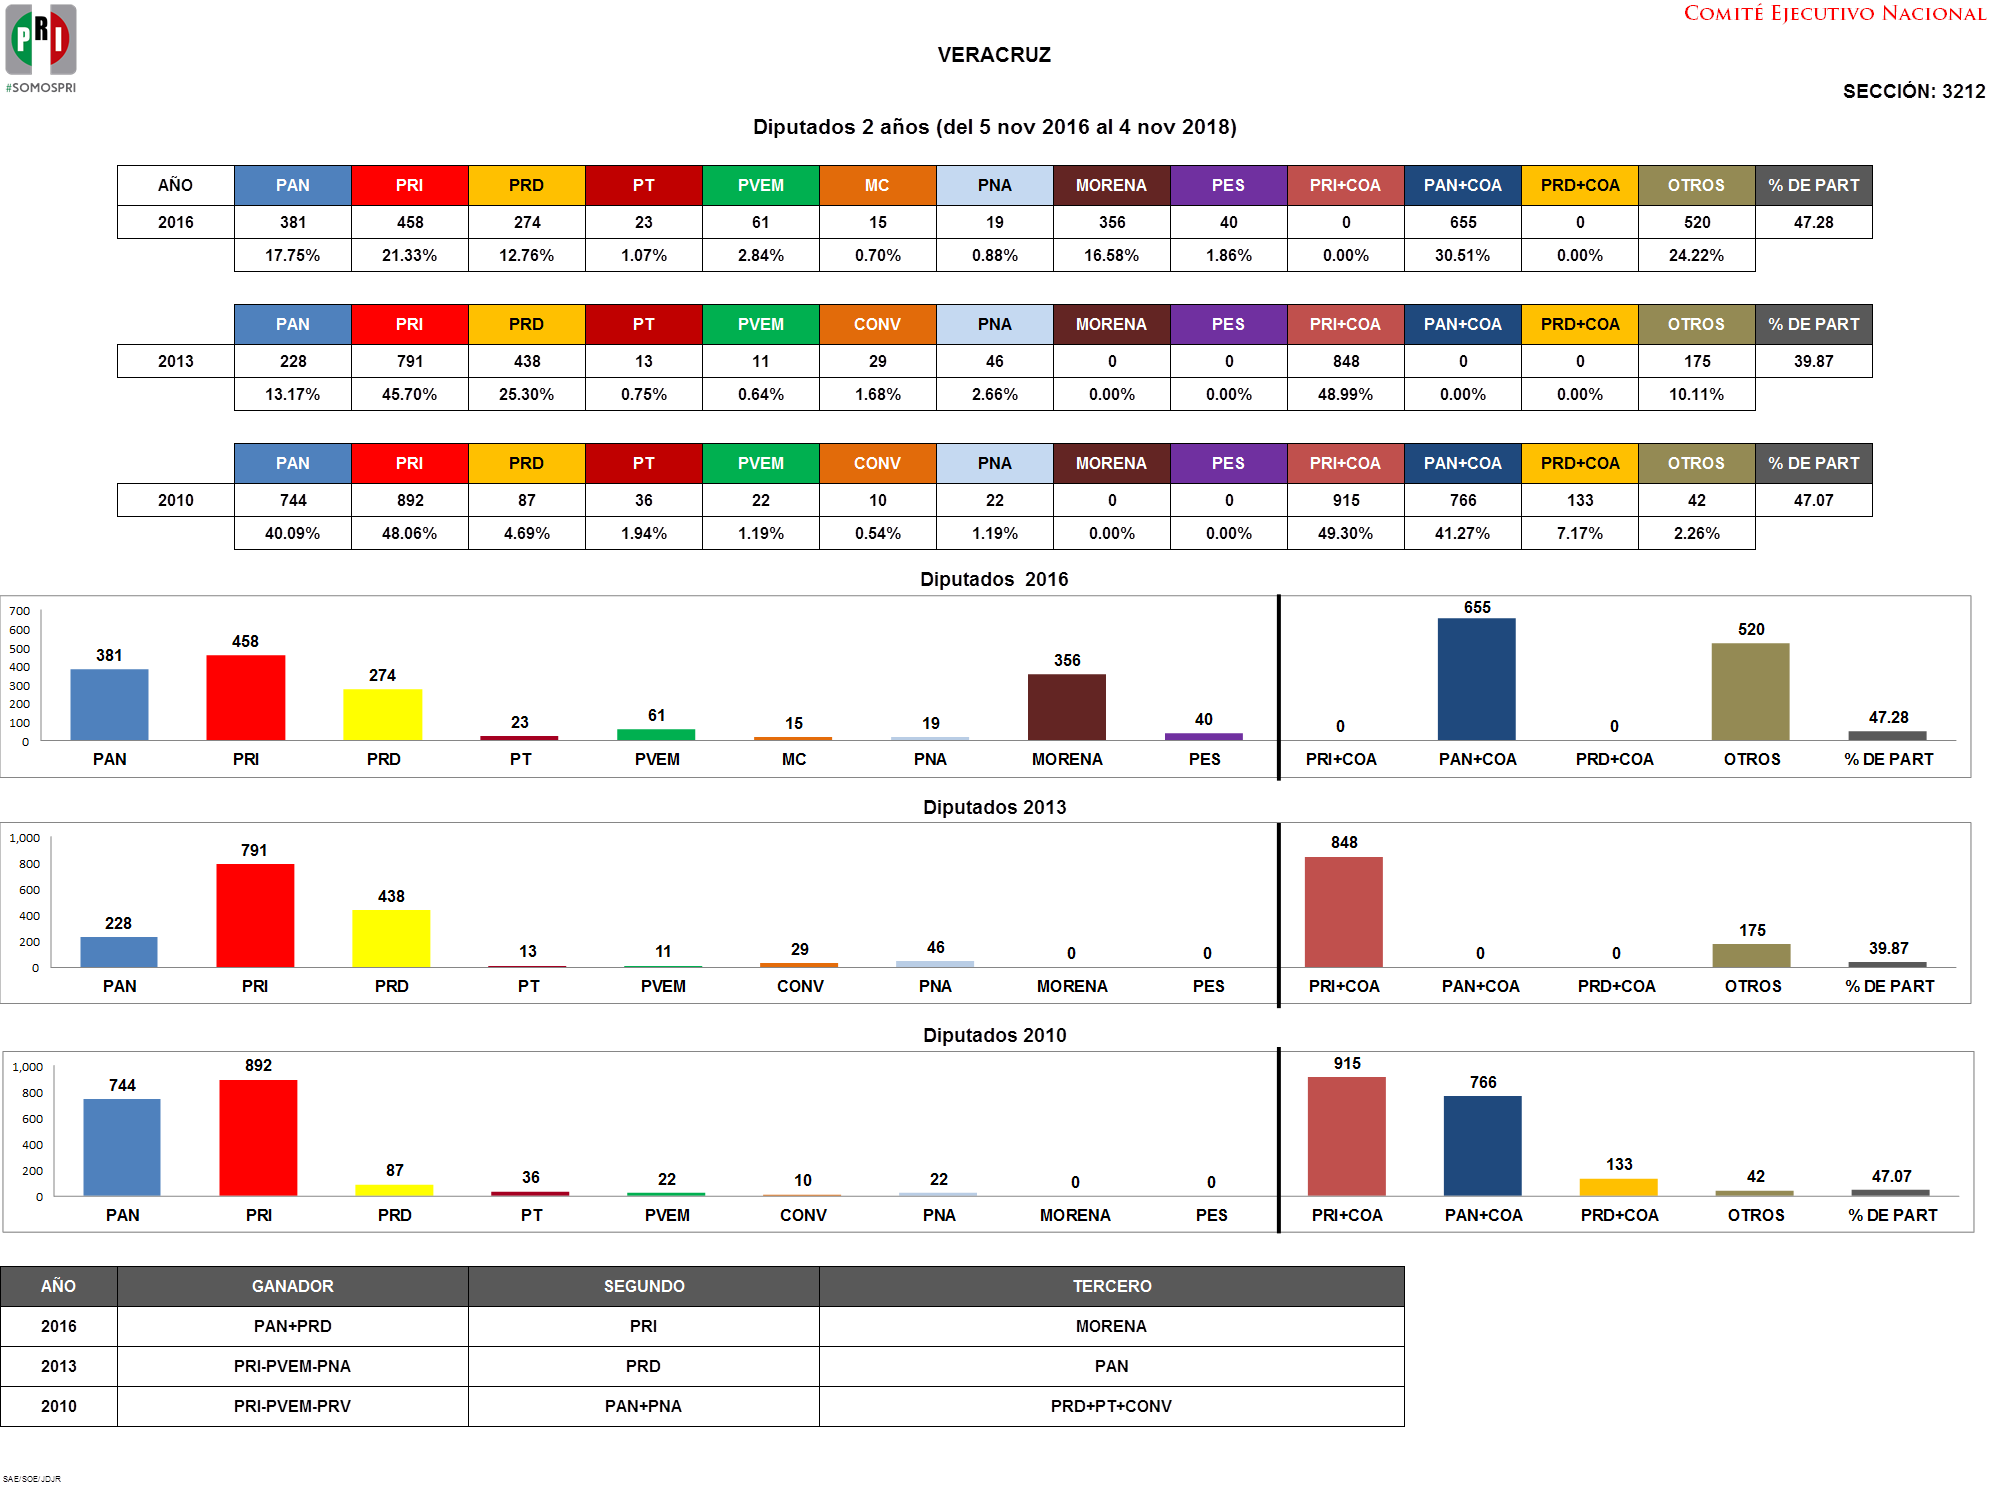 PRI
#SOMOSPRI
COMITÉ EJECUTIVO NACIONAL
VERACRUZ
SECCIÓN: 3212
Diputados 2 años (del 5 nov 2016 al 4 nov 2018)
AÑO PAN PRI PRD PT PVEM MC PNA MORENA PES PRI+COA PAN+COA PRD+COA OTROS % DE PART
2016 381 458 274 23 61 15 19 356 40 0 655 0 520 47.28
17.75% 21.33% 12.76% 1.07% 2.84% 0.70% 0.88% 16.58% 1.86% 0.00% 30.51% 0.00% 24.22%
PAN PRI PRD PT PVEM CONV PNA MORENA PES PRI+COA PAN+COA PRD+COA OTROS % DE PART
2013 228 791 438 13 11 29 46 0 0 848 0 0 175 39.87
13.17% 45.70% 25.30% 0.75% 0.64% 1.68% 2.66% 0.00% 0.00% 48.99% 0.00% 0.00% 10.11%
PAN PRI PRD PT PVEM CONV PNA MORENA PES PRI+COA PAN+COA PRD+COA OTROS % DE PART
2010 744 892 87 36 22 10 22 0 0 915 766 133 42 47.07
40.09% 48.06% 4.69% 1.94% 1.19% 0.54% 1.19% 0.00% 0.00% 49.30% 41.27% 7.17% 2.26%
Diputados 2016
700
600
500
400
300
200
100
0
381 458 274 23 61 15 19 356 40 0 655 0 520 47.28
PAN PRI PRD PT PVEM MC PNA MORENA PES PRI+COA PAN+COA PRD+COA OTROS % DE PART
Diputados 2013
1,000
800
600
400
200
0
228 791 438 13 11 29 46 0 0 848 0 0 175 39.87
PAN PRI PRD PT PVEM CONV PNA MORENA PES PRI+COA PAN+COA PRD+COA OTROS % DE PART
Diputados 2010
1,000
800
600
400
200
0
744 892 87 36 22 10 22 0 0 915 766 133 42 47.07
PAN PRI PRD PT PVEM CONV PNA MORENA PES PRI+COA PAN+COA PRD+COA OTROS % DE PART
AÑO GANADOR SEGUNDO TERCERO
2016 PAN+PRD PRI MORENA
2013 PRI-PVEM-PNA PRD PAN
2010 PRI-PVEM-PRV PAN+PNA PRD+PT+CONV
SAE/SOE/JDJR